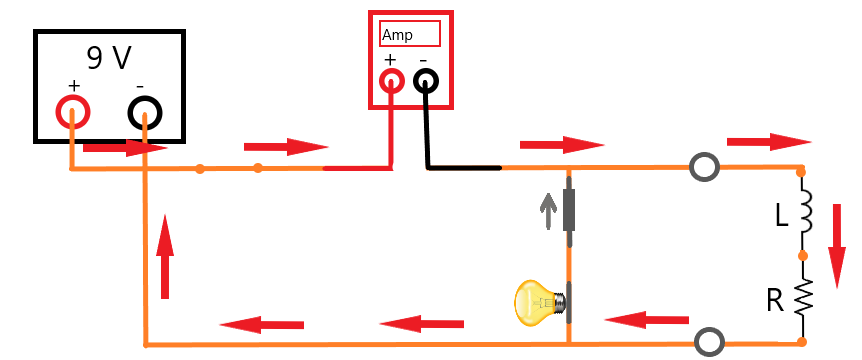 9 V
+ -
Amp
+ -
L
R